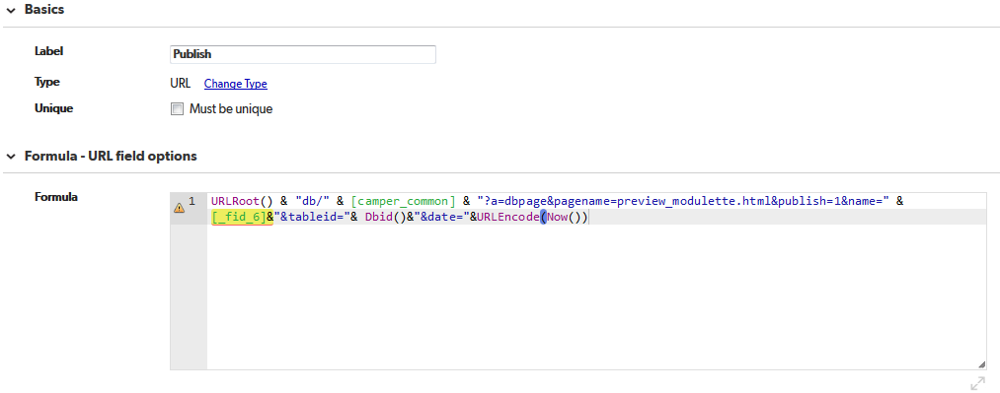 Basics
Label Publish
Type URL Change Type
Unique Must be unique
Formula - URL field options
Formula 1 URLRoot() & "db/" & [camper_common] & "?a=dbpage&pagename=preview_modulette.html&publish=1&name=" &
[_fid_6]&"&tableid="& Dbid()&"&date="&URLEncode(Now())